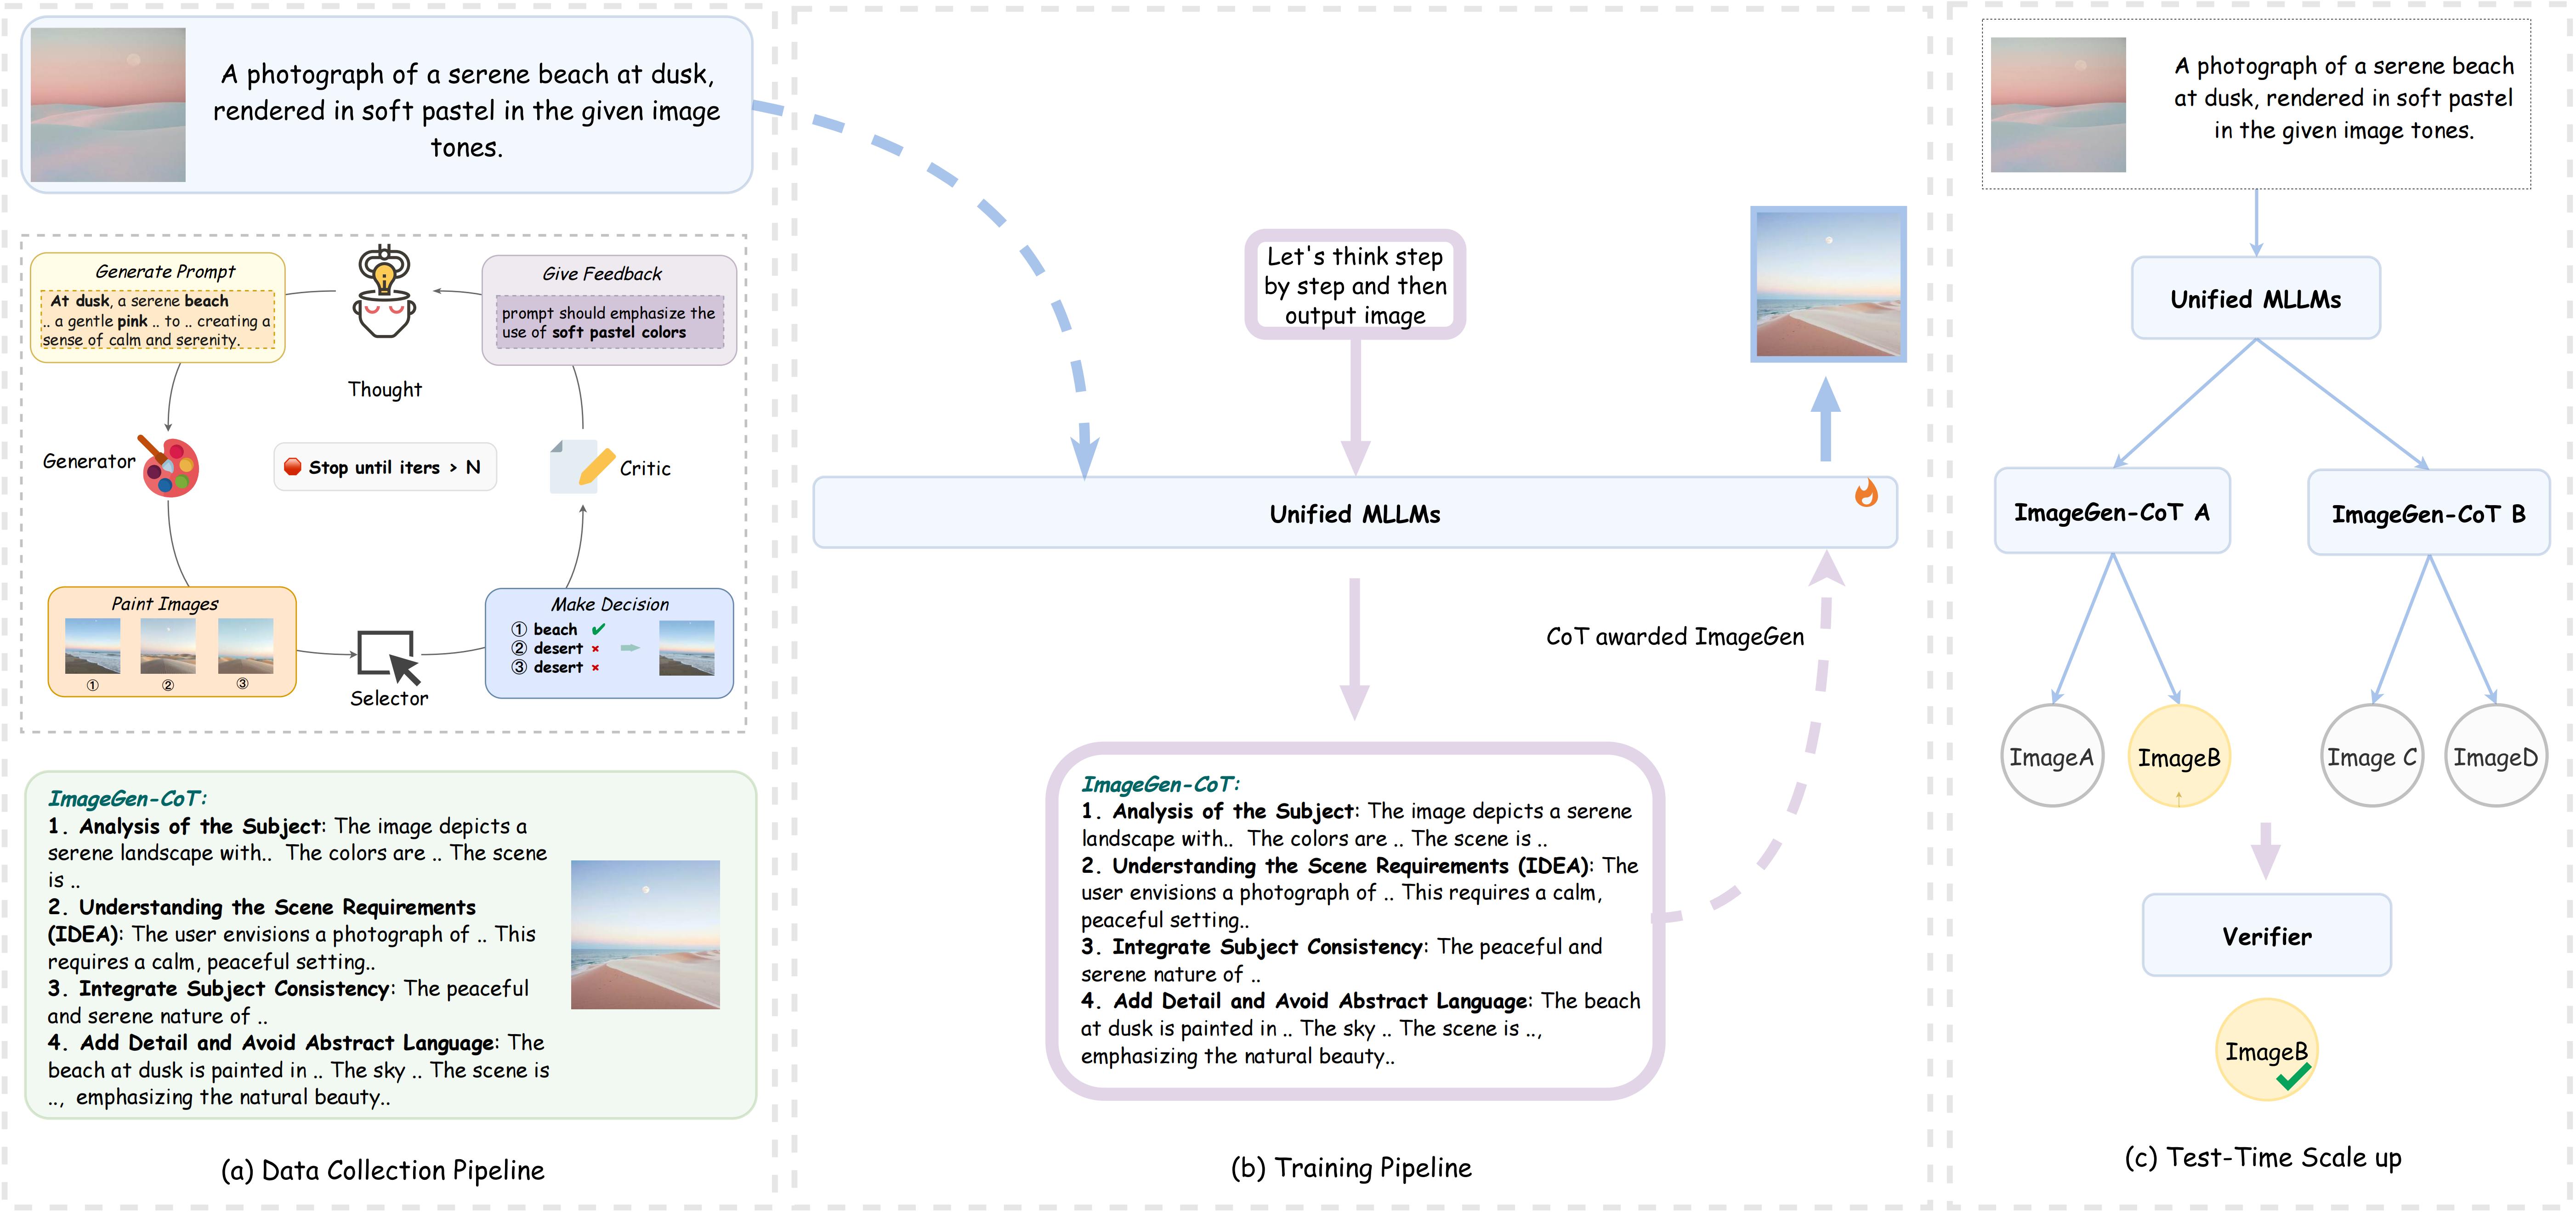 A photograph of a serene beach at dusk,
rendered in soft pastel in the given image
tones.
Generate Prompt
At dusk, a serene beach
.. a gentle pink .. to .. creating a
sense of calm and serenity.
Thought
Give Feedback
prompt should emphasize the
use of soft pastel colors
Generator
Stop until iters > N
Critic
Paint Images
① ② ③
Selector
Make Decision
① beach ✔
② desert ×
③ desert ×
ImageGen-CoT:
1. Analysis of the Subject: The image depicts a
serene landscape with.. The colors are .. The scene
is ..
2. Understanding the Scene Requirements
(IDEA): The user envisions a photograph of .. This
requires a calm, peaceful setting..
3. Integrate Subject Consistency: The peaceful
and serene nature of ..
4. Add Detail and Avoid Abstract Language: The
beach at dusk is painted in .. The sky .. The scene is
.., emphasizing the natural beauty..
(a) Data Collection Pipeline
Let's think step
by step and then
output image
Unified MLLMs
CoT awarded ImageGen
ImageGen-CoT:
1. Analysis of the Subject: The image depicts a serene
landscape with.. The colors are .. The scene is ..
2. Understanding the Scene Requirements (IDEA): The
user envisions a photograph of .. This requires a calm,
peaceful setting..
3. Integrate Subject Consistency: The peaceful and
serene nature of ..
4. Add Detail and Avoid Abstract Language: The beach
at dusk is painted in .. The sky .. The scene is ..,
emphasizing the natural beauty..
(b) Training Pipeline
A photograph of a serene beach
at dusk, rendered in soft pastel
in the given image tones.
Unified MLLMs
ImageGen-CoT A
ImageGen-CoT B
ImageA
ImageB
Image C
ImageD
Verifier
ImageB
(c) Test-Time Scale up